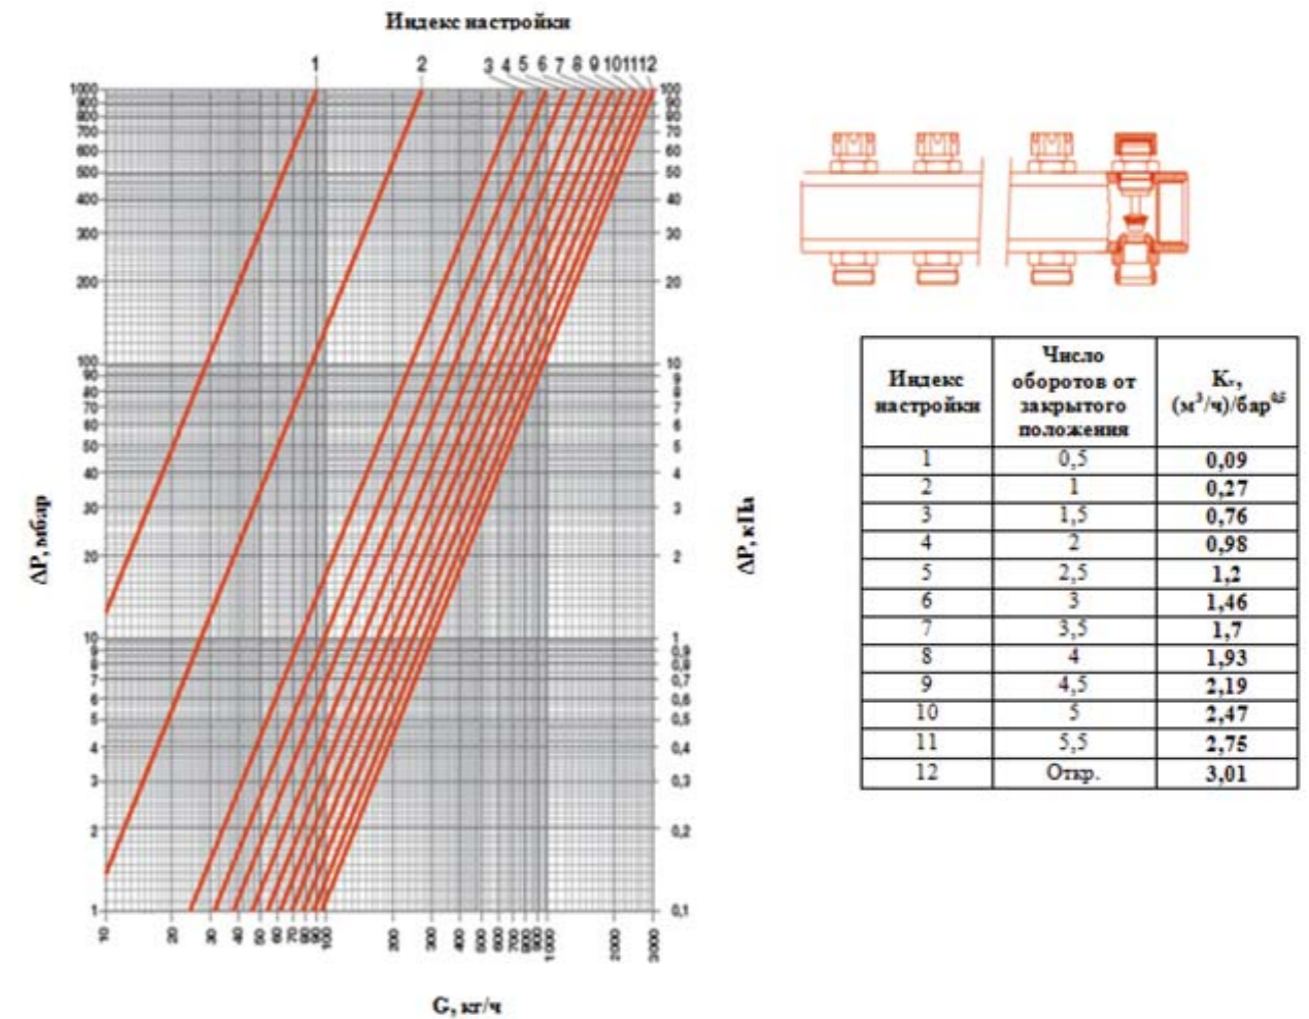 Индекс настройки
1 2 3 4 5 6 7 8 9 10 11 12
1000 100
900 90
800 80
700 70
600 60
500 50
400 40
300 30
200 20
100 10
90 9
80 8
70 7
60 6
50 5
40 4
30 3
20 2
10 1
9 0,9
8 0,8
7 0,7
6 0,6
5 0,5
4 0,4
3 0,3
2 0,2
1 0,1
ΔP, мбар
ΔP, кПа
10 20 30 40 50 60 70 80 90 100 200 300 400 500 600 700 800 900 1000 2000 3000
G, кг/ч
Индекс настройки
Число оборотов от закрытого положения
Kᵥ, (м³/ч)/бар⁰·⁵
1 0,5 0,09
2 1 0,27
3 1,5 0,76
4 2 0,98
5 2,5 1,2
6 3 1,46
7 3,5 1,7
8 4 1,93
9 4,5 2,19
10 5 2,47
11 5,5 2,75
12 Откр. 3,01